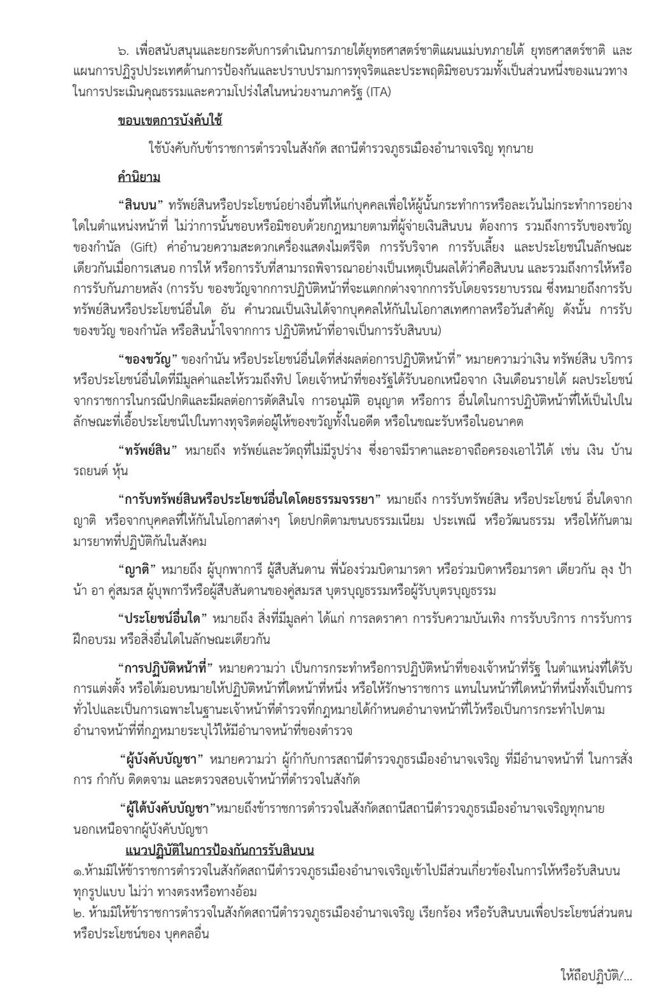 ๖. เพื่อสนับสนุนและยกระดับการดำเนินการภายใต้ยุทธศาสตร์ชาติแผนแม่บทภายใต้ ยุทธศาสตร์ชาติ และ
แผนการปฏิรูปประเทศด้านการป้องกันและปราบปรามการทุจริตและประพฤติมิชอบรวมทั้งเป็นส่วนหนึ่งของแนวทาง
ในการประเมินคุณธรรมและความโปร่งใสในหน่วยงานภาครัฐ (ITA)
ขอบเขตการบังคับใช้
ใช้บังคับกับข้าราชการตำรวจในสังกัด สถานีตำรวจภูธรเมืองอำนาจเจริญ ทุกนาย
คำนิยาม
“สินบน” ทรัพย์สินหรือประโยชน์อย่างอื่นที่ให้แก่บุคคลเพื่อให้ผู้นั้นกระทำการหรือละเว้นไม่กระทำการอย่าง
ใดในตำแหน่งหน้าที่ ไม่ว่าการนั้นชอบหรือมิชอบด้วยกฎหมายตามที่ผู้จ่ายเงินสินบน ต้องการ รวมถึงการรับของขวัญ
ของกำนัล (Gift) ค่าอำนวยความสะดวกเครื่องแสดงไมตรีจิต การรับริจาค การรับเลี้ยง และประโยชน์ในลักษณะ
เดียวกันเมื่อการเสนอ การให้ หรือการรับที่สามารถพิจารณาอย่างเป็นเหตุเป็นผลได้ว่าคือสินบน และรวมถึงการให้หรือ
การรับกันภายหลัง (การรับ ของขวัญจากการปฏิบัติหน้าที่จะแตกกต่างจากการรับโดยจรรยาบรรณ ซึ่งหมายถึงการรับ
ทรัพย์สินหรือประโยชน์อื่นใด อัน คำนวณเป็นเงินได้จากบุคคลให้กันในโอกาสเทศกาลหรือวันสำคัญ ดังนั้น การรับ
ของขวัญ ของกำนัล หรือสินน้ำใจจากการ ปฏิบัติหน้าที่อาจเป็นการรับสินบน)
“ของขวัญ” ของกำนัน หรือประโยชน์อื่นใดที่ส่งผลต่อการปฏิบัติหน้าที่” หมายความว่าเงิน ทรัพย์สิน บริการ
หรือประโยชน์อื่นใดที่มีมูลค่าและให้รวมถึงทิป โดยเจ้าหน้าที่ของรัฐได้รับนอกเหนือจาก เงินเดือนรายได้ ผลประโยชน์
จากราชการในกรณีปกติและมีผลต่อการตัดสินใจ การอนุมัติ อนุญาต หรือการ อื่นใดในการปฏิบัติหน้าที่ให้เป็นไปใน
ลักษณะที่เอื้อประโยชน์ไปในทางทุจริตต่อผู้ให้ของขวัญทั้งในอดีต หรือในขณะรับหรือในอนาคต
“ทรัพย์สิน” หมายถึง ทรัพย์และวัตถุที่ไม่มีรูปร่าง ซึ่งอาจมีราคาและอาจถือครองเอาไว้ได้ เช่น เงิน บ้าน
รถยนต์ หุ้น
“การับทรัพย์สินหรือประโยชน์อื่นใดโดยธรรมจรรยา” หมายถึง การรับทรัพย์สิน หรือประโยชน์ อื่นใดจาก
ญาติ หรือจากบุคคลที่ให้กันในโอกาสต่างๆ โดยปกติตามขนบธรรมเนียม ประเพณี หรือวัฒนธรรม หรือให้กันตาม
มารยาทที่ปฏิบัติกันในสังคม
“ญาติ” หมายถึง ผู้บุกพาการี ผู้สืบสันดาน พี่น้องร่วมบิดามารดา หรือร่วมบิดาหรือมารดา เดียวกัน ลุง ป้า
น้า อา คู่สมรส ผู้บุพการีหรือผู้สืบสันดานของคู่สมรส บุตรบุญธรรมหรือผู้รับบุตรบุญธรรม
“ประโยชน์อื่นใด” หมายถึง สิ่งที่มีมูลค่า ได้แก่ การลดราคา การรับความบันเทิง การรับบริการ การรับการ
ฝึกอบรม หรือสิ่งอื่นใดในลักษณะเดียวกัน
“การปฏิบัติหน้าที่” หมายความว่า เป็นการกระทำหรือการปฏิบัติหน้าที่ของเจ้าหน้าที่รัฐ ในตำแหน่งที่ได้รับ
การแต่งตั้ง หรือได้มอบหมายให้ปฏิบัติหน้าที่ใดหน้าที่หนึ่ง หรือให้รักษาราชการ แทนในหน้าที่ใดหน้าที่หนึ่งทั้งเป็นการ
ทั่วไปและเป็นการเฉพาะในฐานะเจ้าหน้าที่ตำรวจที่กฎหมายได้กำหนดอำนาจหน้าที่ไว้หรือเป็นการกระทำไปตาม
อำนาจหน้าที่ที่กฎหมายระบุไว้ให้มีอำนาจหน้าที่ของตำรวจ
“ผู้บังคับบัญชา” หมายความว่า ผู้กำกับการสถานีตำรวจภูธรเมืองอำนาจเจริญ ที่มีอำนาจหน้าที่ ในการสั่ง
การ กำกับ ติดตจาม และตรวจสอบเจ้าหน้าที่ตำรวจในสังกัด
“ผู้ใต้บังคับบัญชา”หมายถึงข้าราชการตำรวจในสังกัดสถานีสถานีตำรวจภูธรเมืองอำนาจเจริญทุกนาย
นอกเหนือจากผู้บังคับบัญชา
แนวปฏิบัติในการป้องกันการรับสินบน
๑.ห้ามมิให้ข้าราชการตำรวจในสังกัดสถานีตำรวจภูธรเมืองอำนาจเจริญเข้าไปมีส่วนเกี่ยวข้องในการให้หรือรับสินบน
ทุกรูปแบบ ไม่ว่า ทางตรงหรือทางอ้อม
๒. ห้ามมิให้ข้าราชการตำรวจในสังกัดสถานีตำรวจภูธรเมืองอำนาจเจริญ เรียกร้อง หรือรับสินบนเพื่อประโยชน์ส่วนตน
หรือประโยชน์ของ บุคคลอื่น
ให้ถือปฏิบัติ/...